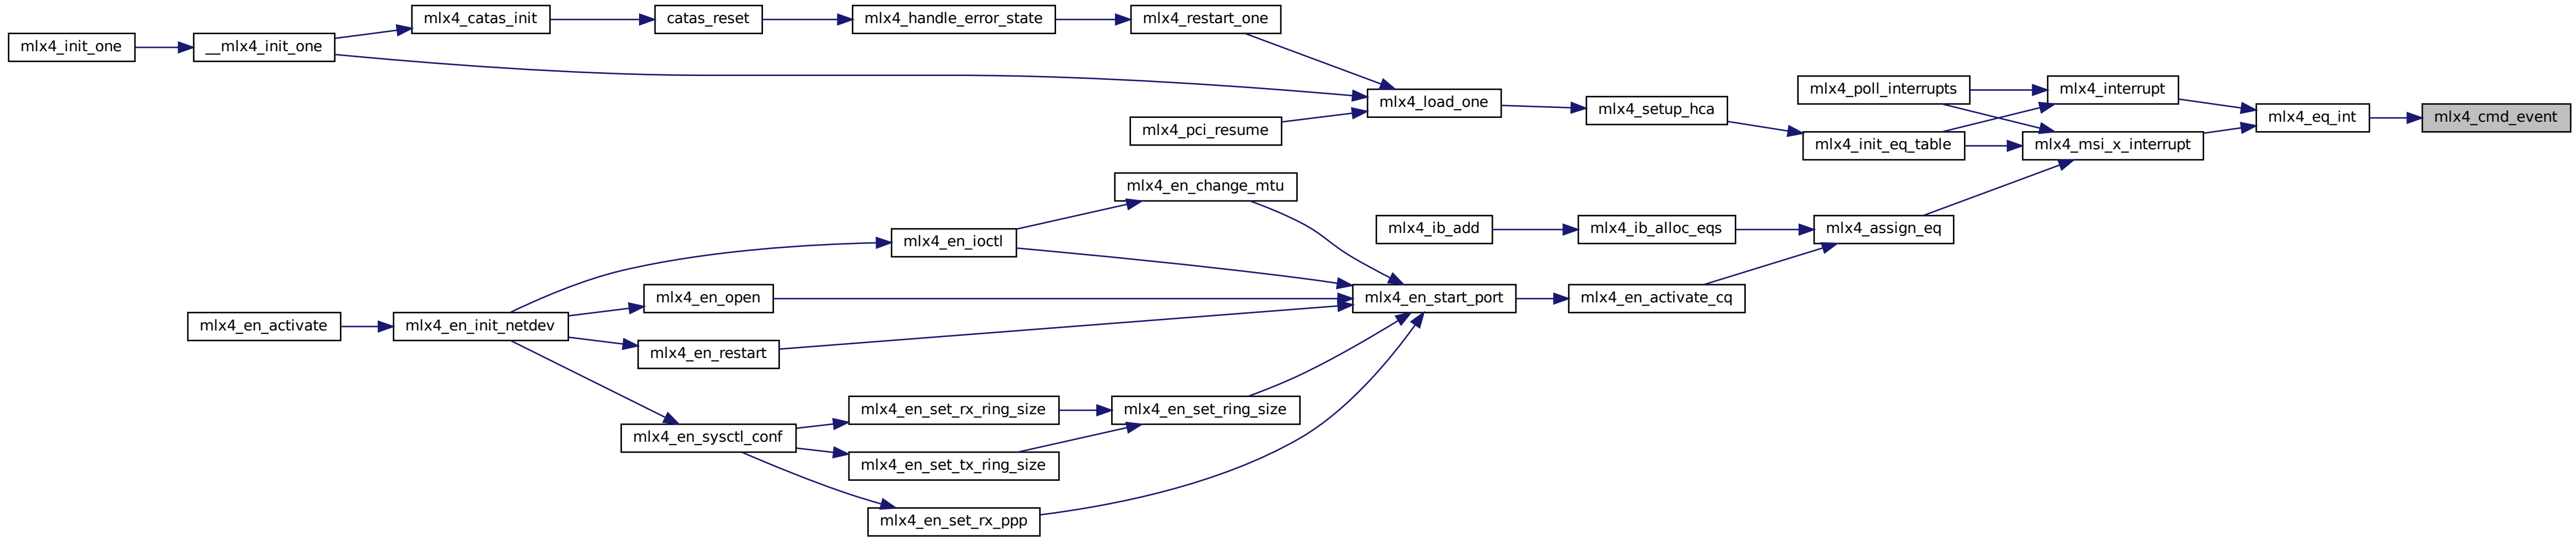 mlx4_init_one
__mlx4_init_one
mlx4_catas_init
catas_reset
mlx4_handle_error_state
mlx4_restart_one
mlx4_load_one
mlx4_pci_resume
mlx4_setup_hca
mlx4_poll_interrupts
mlx4_init_eq_table
mlx4_interrupt
mlx4_msi_x_interrupt
mlx4_eq_int
mlx4_cmd_event
mlx4_en_change_mtu
mlx4_en_ioctl
mlx4_ib_add
mlx4_ib_alloc_eqs
mlx4_assign_eq
mlx4_en_activate
mlx4_en_init_netdev
mlx4_en_open
mlx4_en_restart
mlx4_en_start_port
mlx4_en_activate_cq
mlx4_en_sysctl_conf
mlx4_en_set_rx_ring_size
mlx4_en_set_ring_size
mlx4_en_set_tx_ring_size
mlx4_en_set_rx_ppp